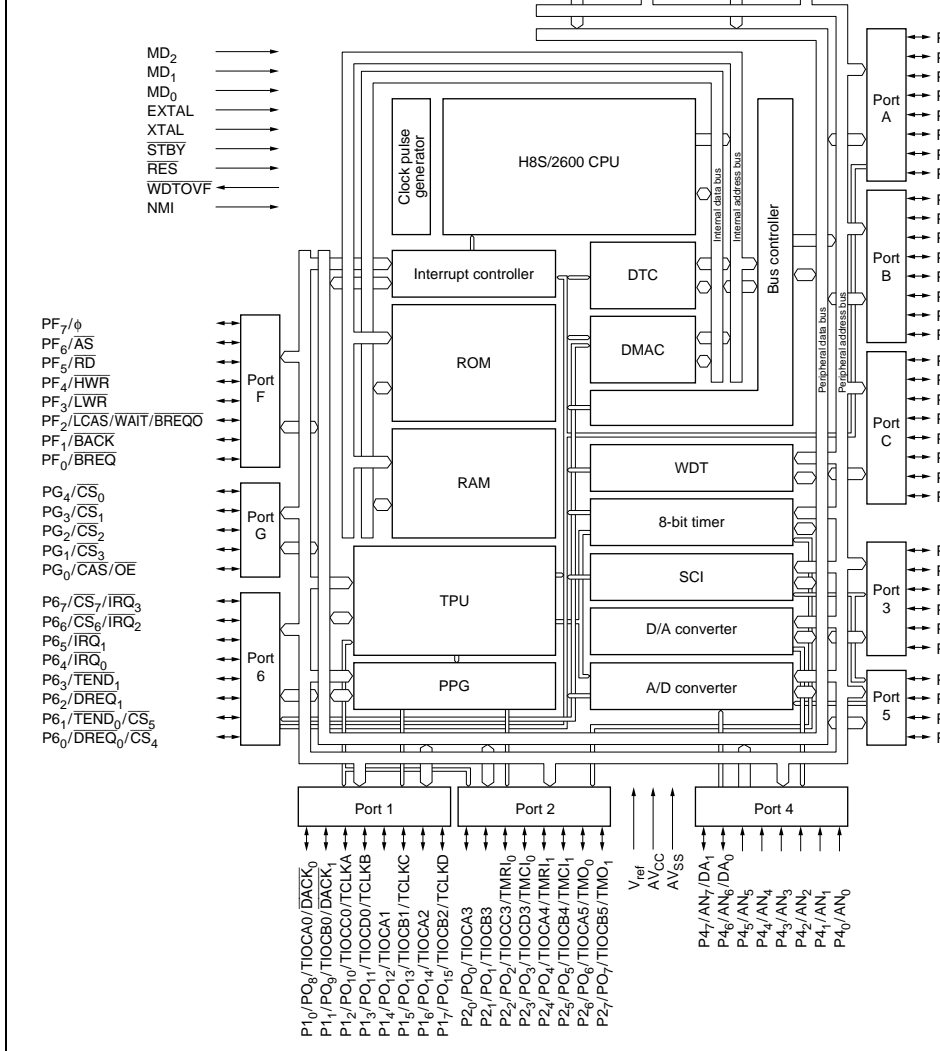 MD2
MD1
MD0
EXTAL
XTAL
STBY
RES
WDTOVF
NMI
Clock pulse generator
H8S/2600 CPU
Internal data bus
Internal address bus
Bus controller
Peripheral data bus
Peripheral address bus
Interrupt controller
DTC
DMAC
ROM
RAM
WDT
8-bit timer
SCI
D/A converter
A/D converter
TPU
PPG
Port A
Port B
Port C
Port 3
Port 5
PF7/ϕ
PF6/AS
PF5/RD
PF4/HWR
PF3/LWR
PF2/LCAS/WAIT/BREQO
PF1/BACK
PF0/BREQ
Port F
PG4/CS0
PG3/CS1
PG2/CS2
PG1/CS3
PG0/CAS/OE
Port G
P67/CS7/IRQ3
P66/CS6/IRQ2
P65/IRQ1
P64/IRQ0
P63/TEND1
P62/DREQ1
P61/TEND0/CS5
P60/DREQ0/CS4
Port 6
Port 1
Port 2
Port 4
P10/PO8/TIOCA0/DACK0
P11/PO9/TIOCB0/DACK1
P12/PO10/TIOCC0/TCLKA
P13/PO11/TIOCD0/TCLKB
P14/PO12/TIOCA1
P15/PO13/TIOCB1/TCLKC
P16/PO14/TIOCA2
P17/PO15/TIOCB2/TCLKD
P20/PO0/TIOCA3
P21/PO1/TIOCB3
P22/PO2/TIOCC3/TMRI0
P23/PO3/TIOCD3/TMCI0
P24/PO4/TIOCA4/TMRI1
P25/PO5/TIOCB4/TMCI1
P26/PO6/TIOCA5/TMO0
P27/PO7/TIOCB5/TMO1
Vref
AVCC
AVSS
P47/AN7/DA1
P46/AN6/DA0
P45/AN5
P44/AN4
P43/AN3
P42/AN2
P41/AN1
P40/AN0